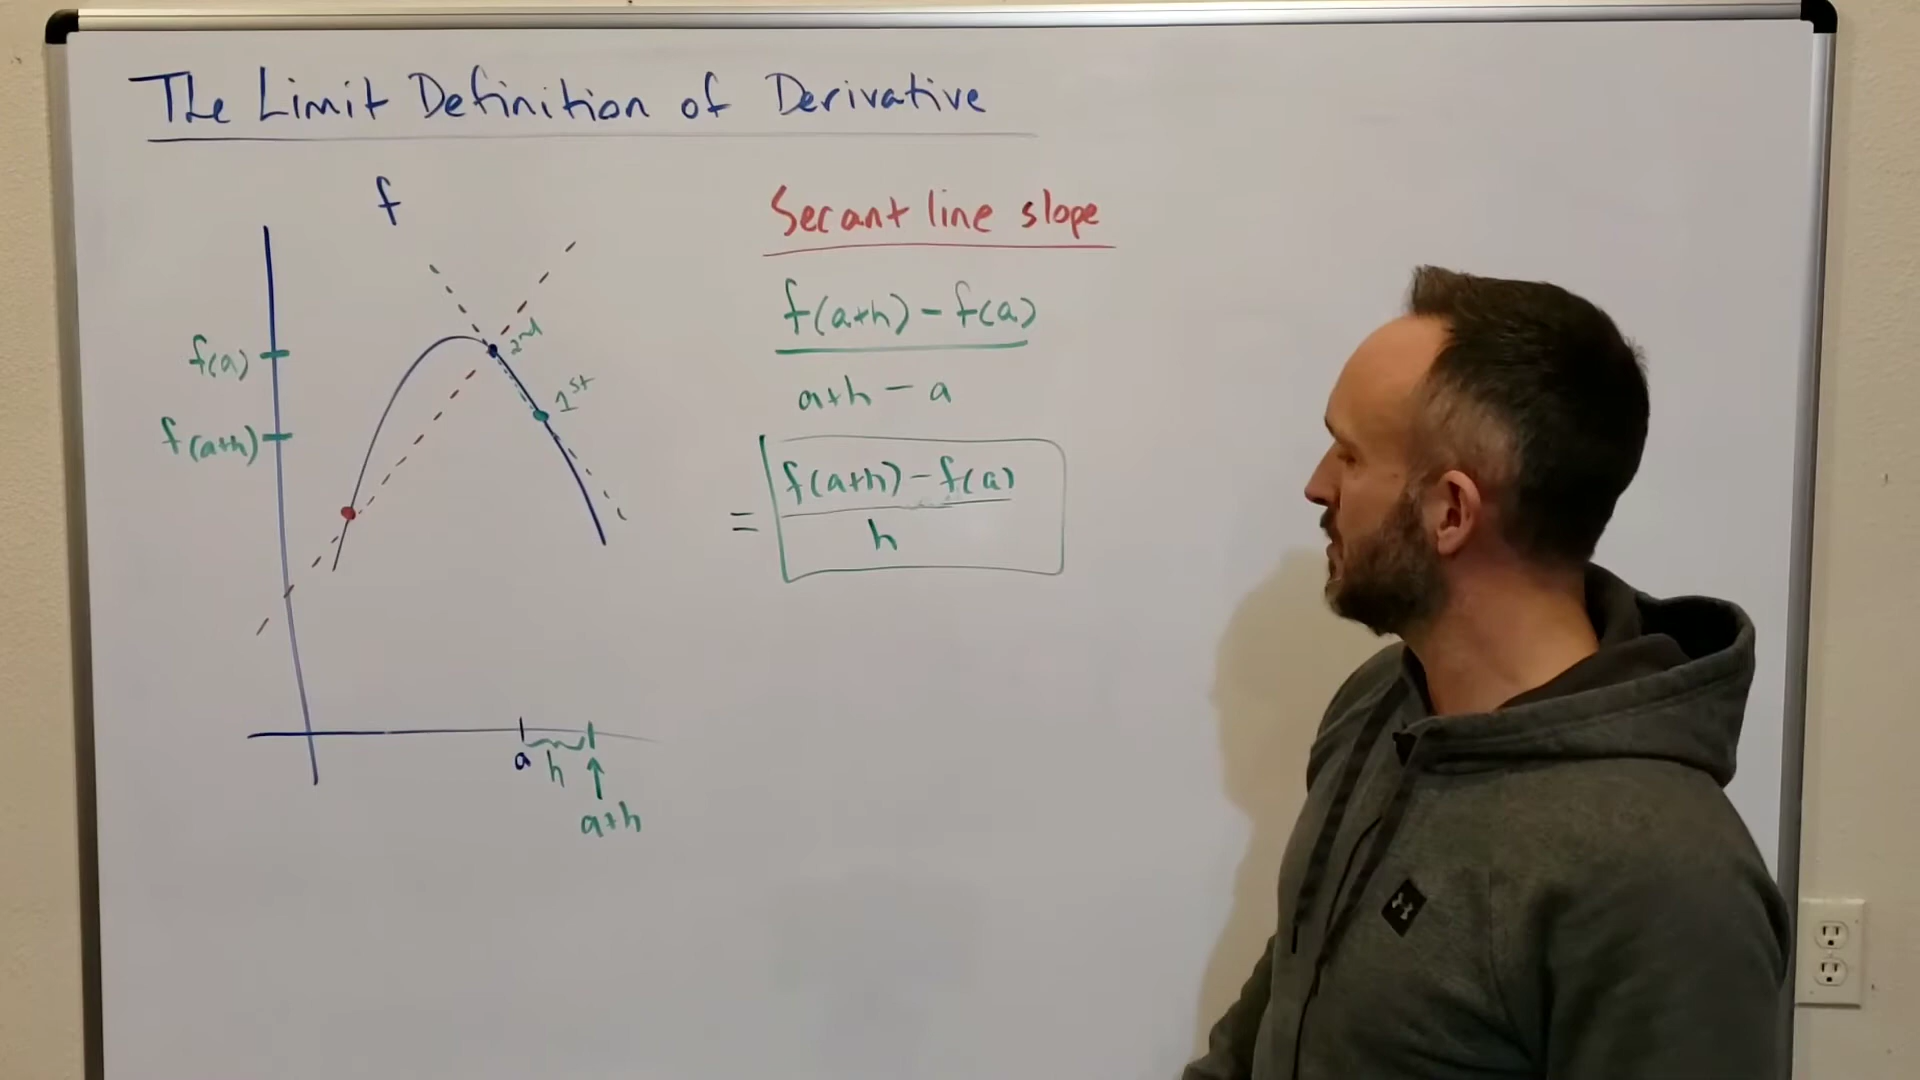 The Limit Definition of Derivative
f
Secant line slope
f(a+h) - f(a)
a+h - a
= f(a+h) - f(a)
h
f(a)
f(a+h)
2nd
1st
a
h
a+h